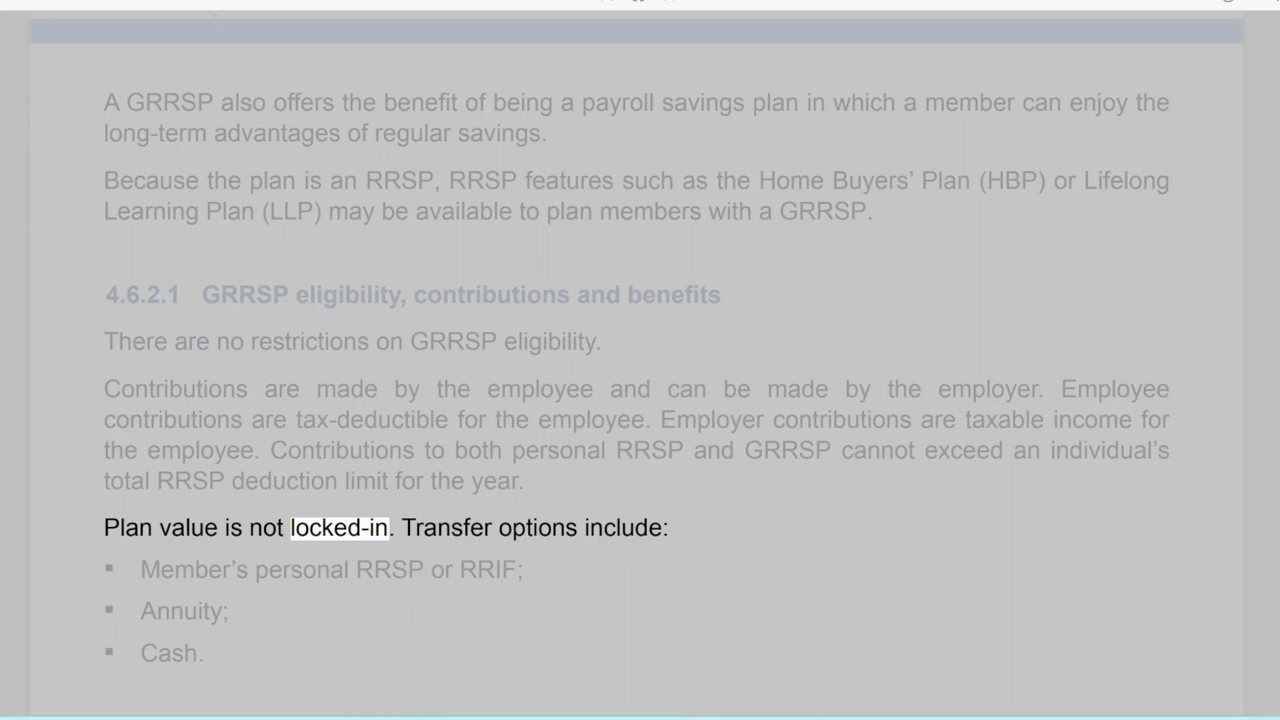 A GRRSP also offers the benefit of being a payroll savings plan in which a member can enjoy the
long-term advantages of regular savings.
Because the plan is an RRSP, RRSP features such as the Home Buyers’ Plan (HBP) or Lifelong
Learning Plan (LLP) may be available to plan members with a GRRSP.
4.6.2.1 GRRSP eligibility, contributions and benefits
There are no restrictions on GRRSP eligibility.
Contributions are made by the employee and can be made by the employer. Employee
contributions are tax-deductible for the employee. Employer contributions are taxable income for
the employee. Contributions to both personal RRSP and GRRSP cannot exceed an individual’s
total RRSP deduction limit for the year.
Plan value is not locked-in. Transfer options include:
▪ Member’s personal RRSP or RRIF;
▪ Annuity;
▪ Cash.